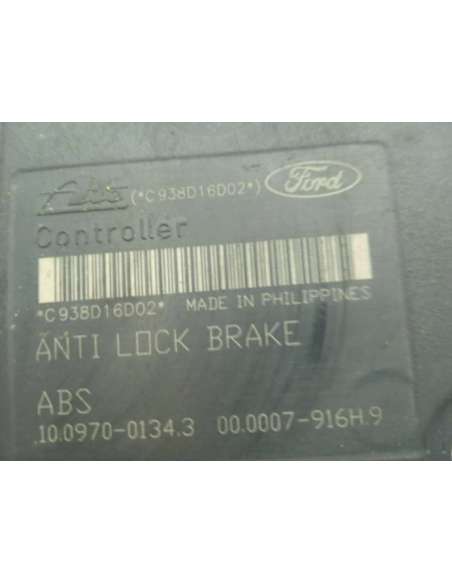 Ate (*C938D16D02*) Ford
Controller
*C938D16D02* MADE IN PHILIPPINES
ANTI LOCK BRAKE
ABS
10.0970-0134.3 00.0007-916H.9